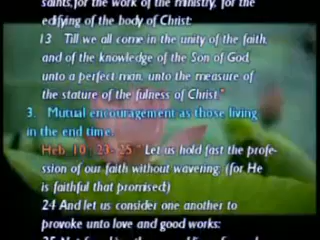 saints, for the work of the ministry, for the
edifying of the body of Christ:
13 Till we all come in the unity of the faith,
and of the knowledge of the Son of God,
unto a perfect man, unto the measure of
the stature of the fulness of Christ"
3. Mutual encouragement as those living
in the end time.
Heb. 10: 23- 25 "Let us hold fast the profe-
ssion of our faith without wavering; (for He
is faithful that promised;)
24 And let us consider one another to
provoke unto love and good works: